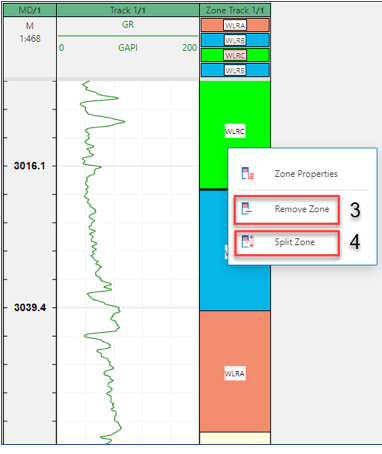 MD/1 Track 1/1 Zone Track 1/1
M GR WLRA
1:468 WLRB
0 GAPI 200 WLRC
WLRB
WLRC
3016.1
Zone Properties
Remove Zone 3
Split Zone 4
3039.4
WLRA